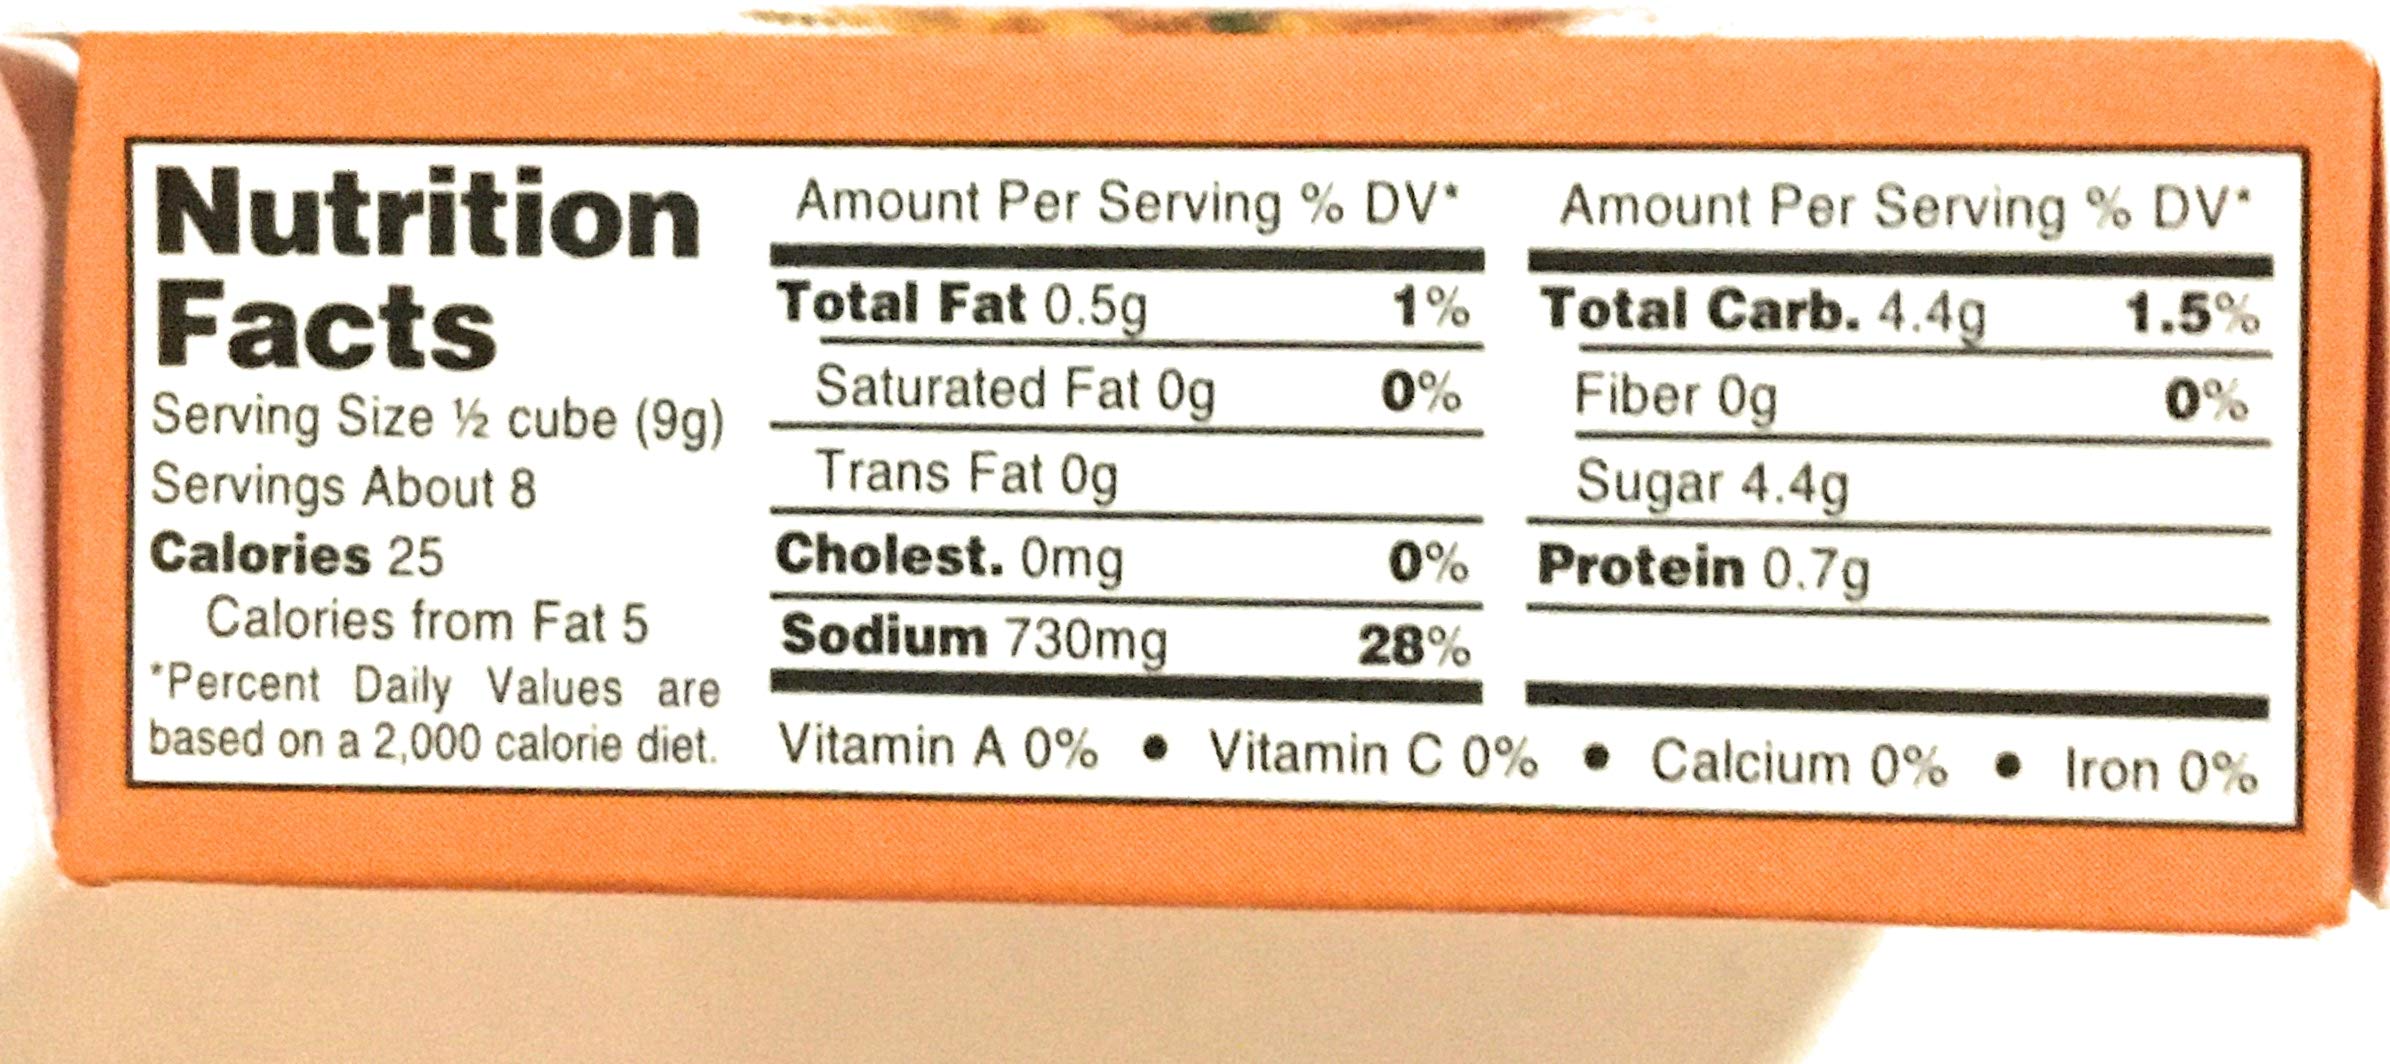 Nutrition
Facts
Serving Size ½ cube (9g)
Servings About 8
Calories 25
Calories from Fat 5
*Percent Daily Values are
based on a 2,000 calorie diet.
Amount Per Serving % DV*
Total Fat 0.5g 1%
Saturated Fat 0g 0%
Trans Fat 0g
Cholest. 0mg 0%
Sodium 730mg 28%
Amount Per Serving % DV*
Total Carb. 4.4g 1.5%
Fiber 0g 0%
Sugar 4.4g
Protein 0.7g
Vitamin A 0% • Vitamin C 0% • Calcium 0% • Iron 0%